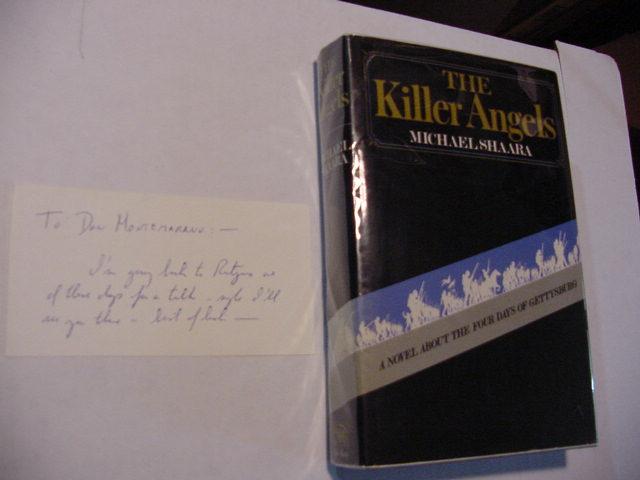 To Don Montemarano: —
I'm going back to Rutgers one
of these days for a talk - maybe I'll
see you there - best of luck —
THE
Killer Angels
MICHAEL SHAARA
A NOVEL ABOUT THE FOUR DAYS OF GETTYSBURG